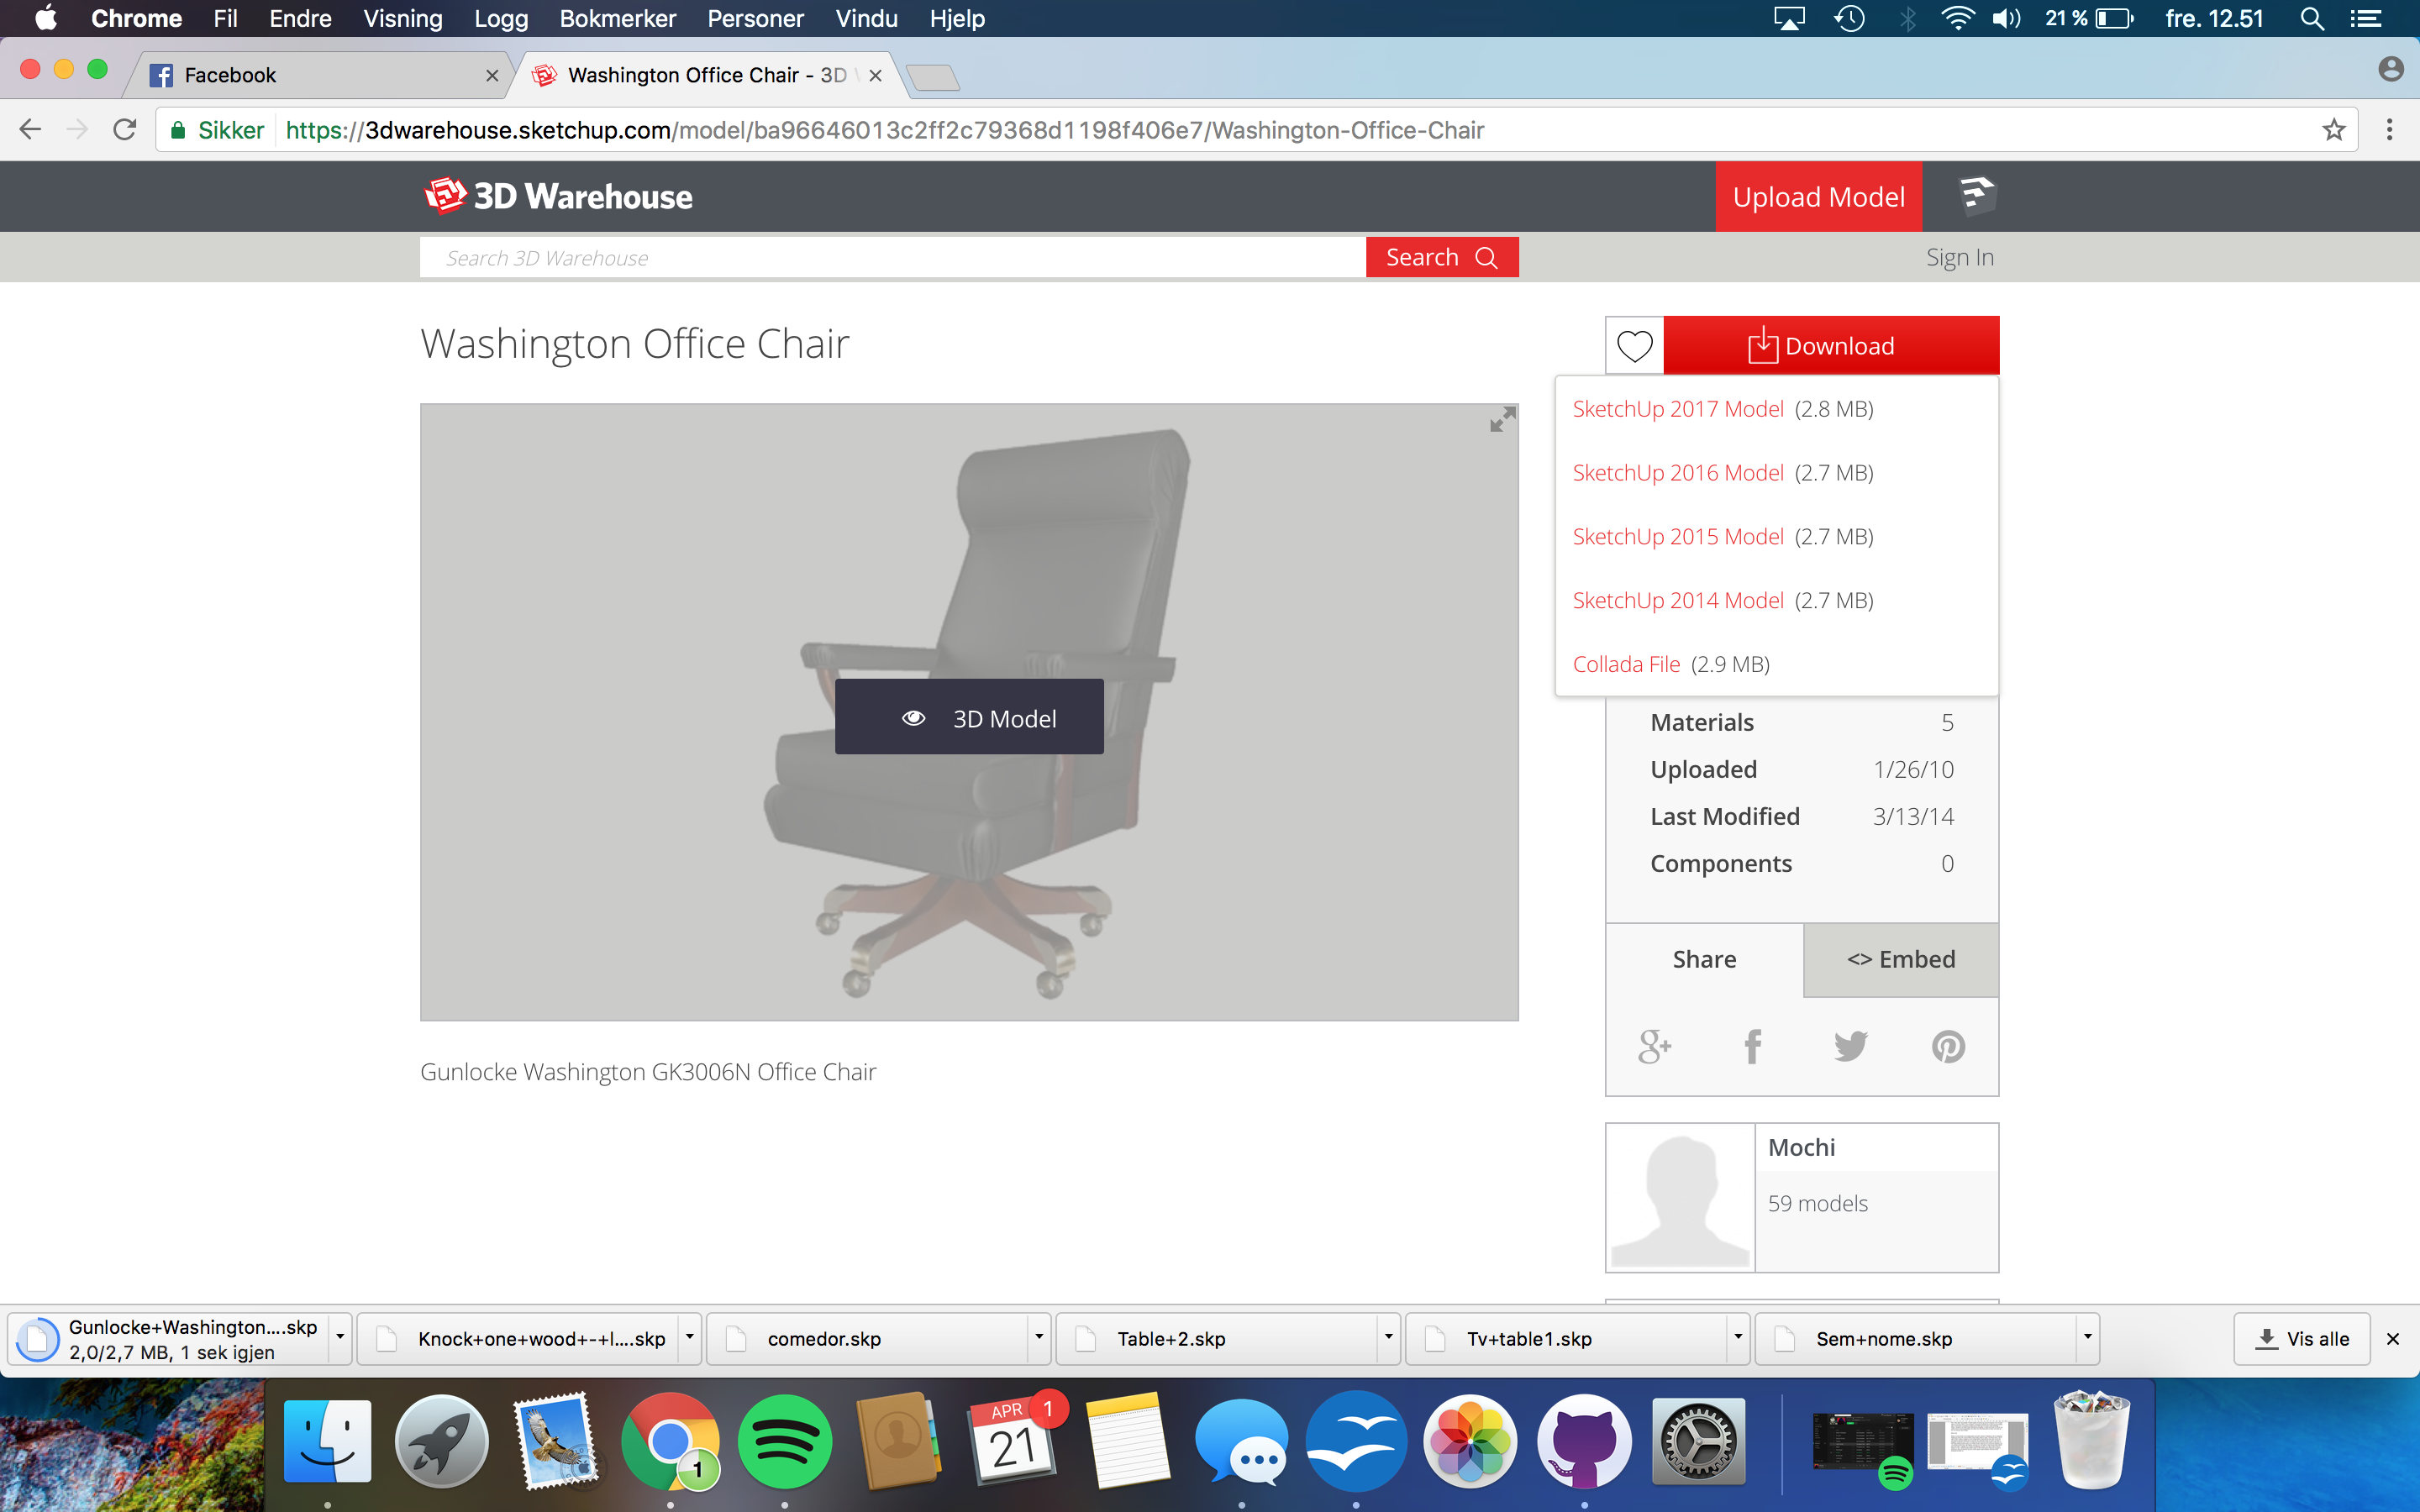 Chrome Fil Endre Visning Logg Bokmerker Personer Vindu Hjelp 21 % fre. 12.51
Facebook
Washington Office Chair - 3D
Sikker https://3dwarehouse.sketchup.com/model/ba96646013c2ff2c79368d1198f406e7/Washington-Office-Chair
3D Warehouse
Upload Model
Search 3D Warehouse
Search
Sign In
Washington Office Chair
Download
SketchUp 2017 Model (2.8 MB)
SketchUp 2016 Model (2.7 MB)
SketchUp 2015 Model (2.7 MB)
SketchUp 2014 Model (2.7 MB)
Collada File (2.9 MB)
3D Model
Materials 5
Uploaded 1/26/10
Last Modified 3/13/14
Components 0
Share
<> Embed
g+
Gunlocke Washington GK3006N Office Chair
Mochi
59 models
Gunlocke+Washington....skp
2,0/2,7 MB, 1 sek igjen
Knock+one+wood+-+l....skp
comedor.skp
Table+2.skp
Tv+table1.skp
Sem+nome.skp
Vis alle
1
APR
21
1